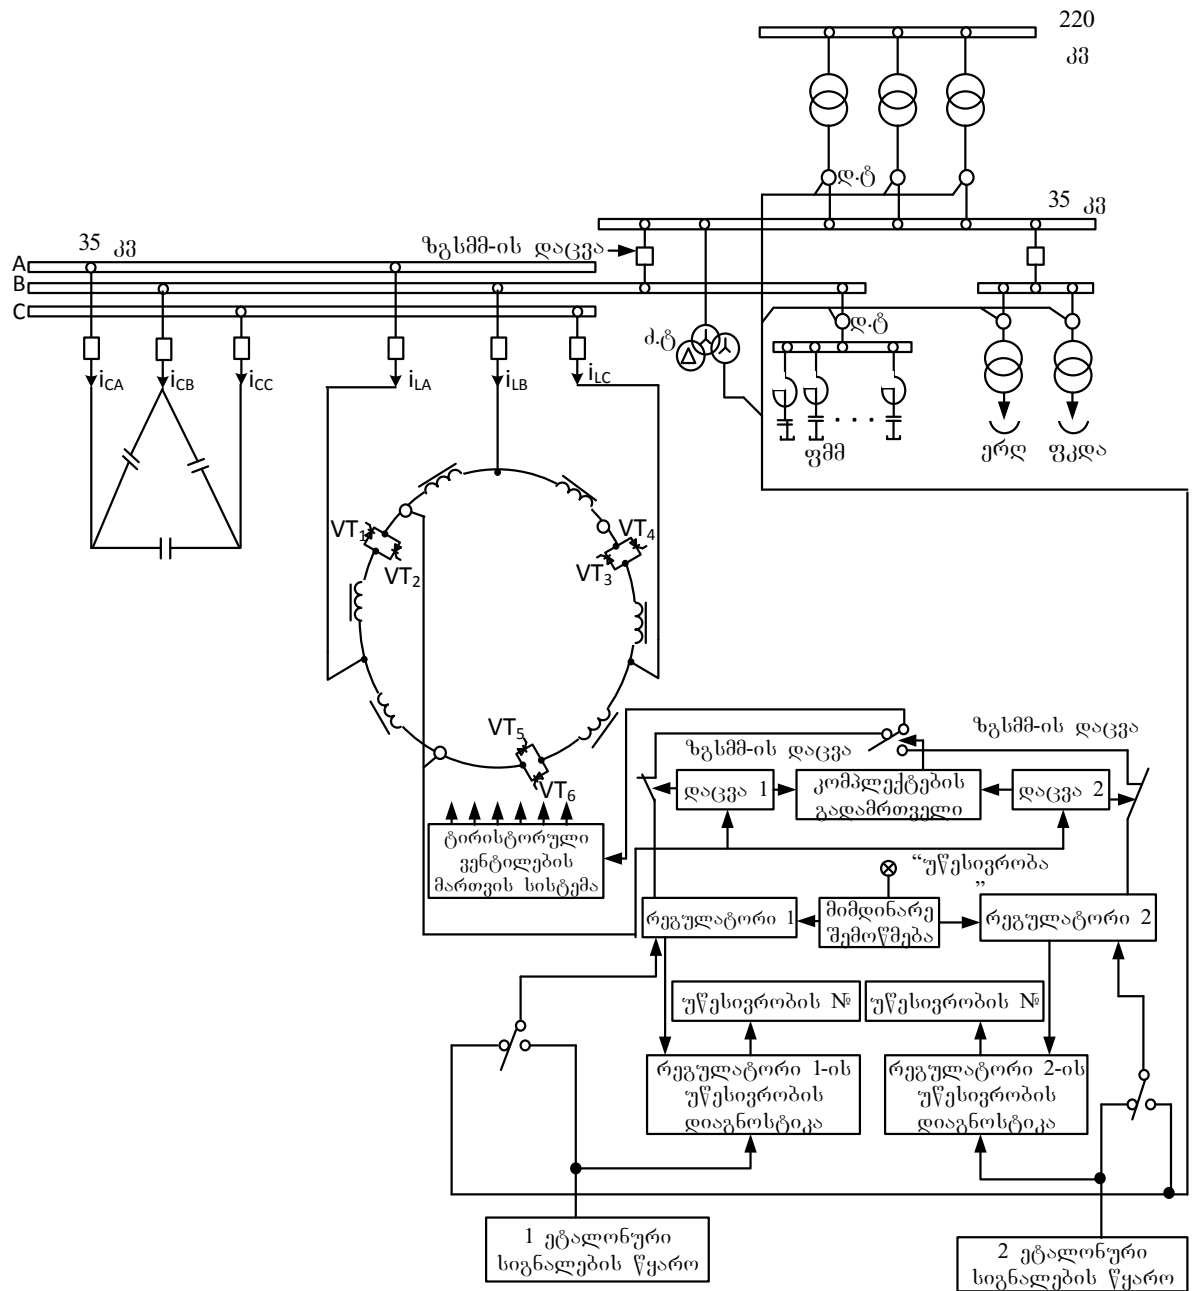 220
კვ
დ.ტ
35 კვ
35 კვ
ზგსმმ-ის დაცვა
A
B
C
დ.ტ
ძ.ტ
iCA
iCB
iCC
iLA
iLB
iLC
ფმმ
ერღ
ფკდა
VT1
VT2
VT4
VT3
VT5
VT6
ზგსმმ-ის დაცვა
ზგსმმ-ის დაცვა
დაცვა 1
კომპლექტების
გადამრთველი
დაცვა 2
ტირისტორული
ვენტილების
მართვის სისტემა
“უწესივრობა
”
რეგულატორი 1
მიმდინარე
შემოწმება
რეგულატორი 2
უწესივრობის №
უწესივრობის №
რეგულატორი 1-ის
უწესივრობის
დიაგნოსტიკა
რეგულატორი 2-ის
უწესივრობის
დიაგნოსტიკა
1 ეტალონური
სიგნალების წყარო
2 ეტალონური
სიგნალების წყარო